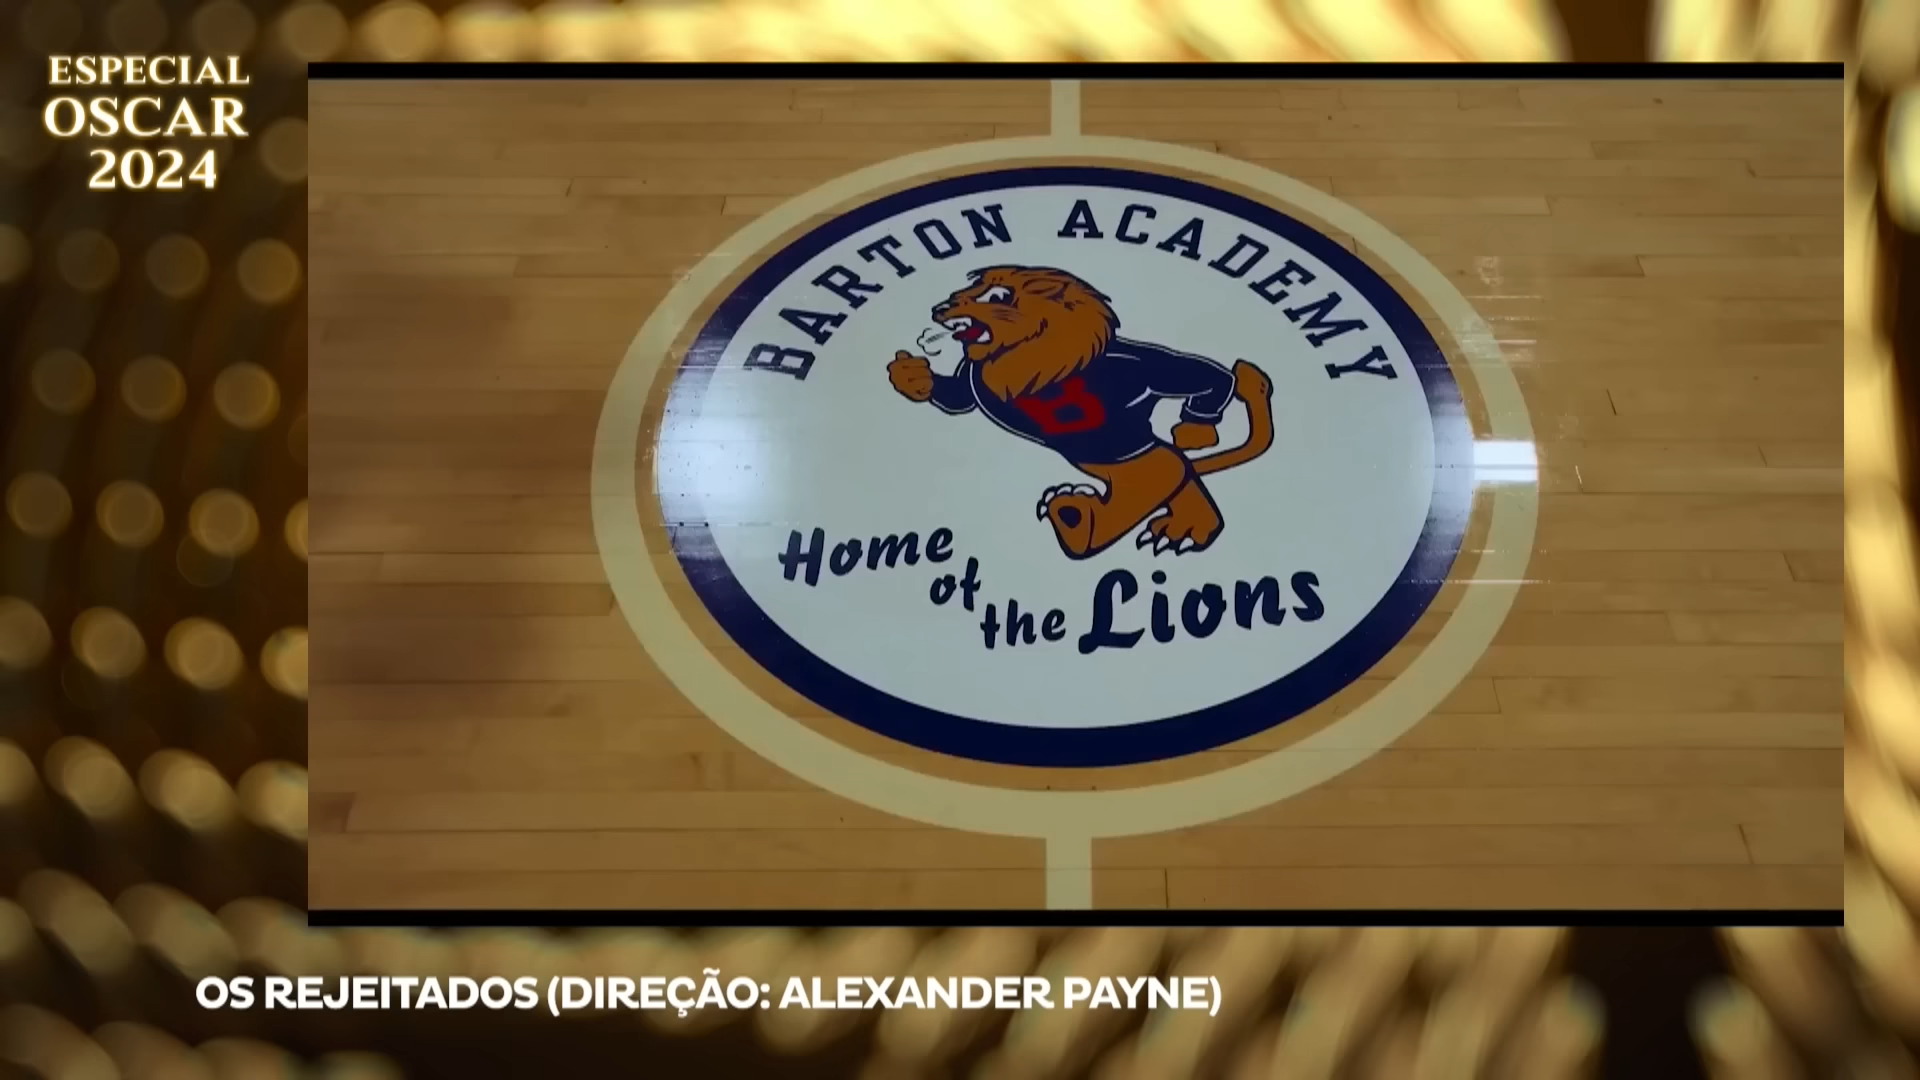 ESPECIAL
OSCAR
2024
BARTON ACADEMY
B
Home
of
the Lions
OS REJEITADOS (DIREÇÃO: ALEXANDER PAYNE)